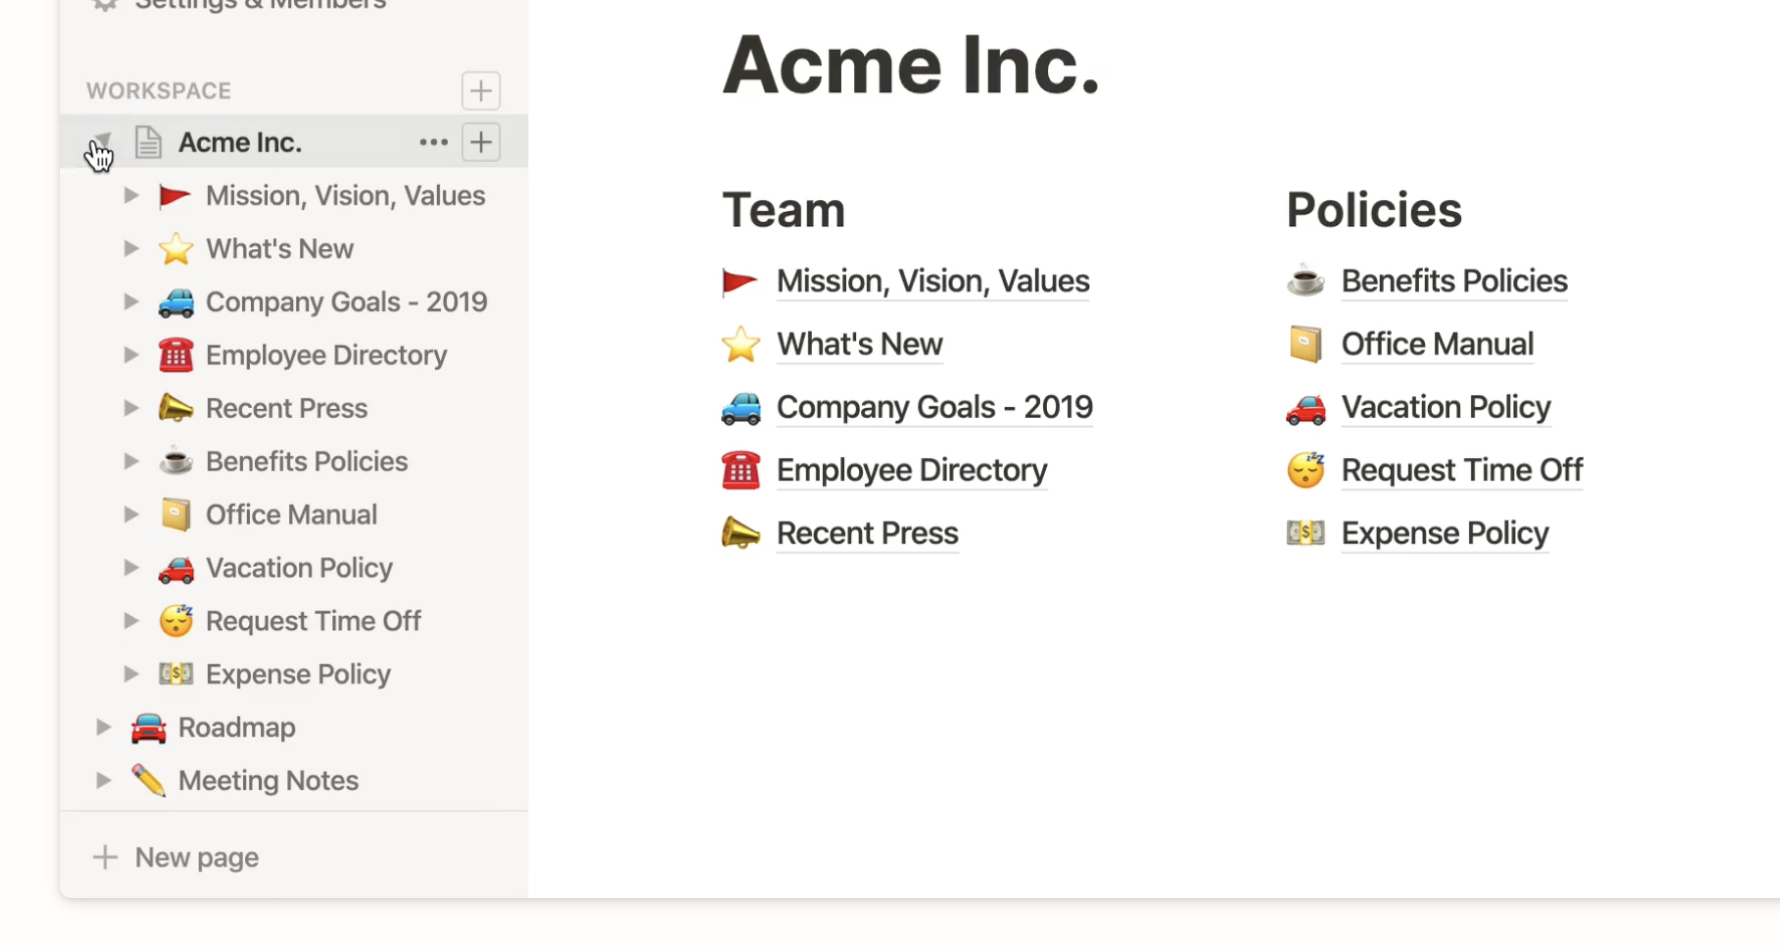 Settings & Members
WORKSPACE
Acme Inc.
Mission, Vision, Values
What's New
Company Goals - 2019
Employee Directory
Recent Press
Benefits Policies
Office Manual
Vacation Policy
Request Time Off
Expense Policy
Roadmap
Meeting Notes
New page
Acme Inc.
Team
Mission, Vision, Values
What's New
Company Goals - 2019
Employee Directory
Recent Press
Policies
Benefits Policies
Office Manual
Vacation Policy
Request Time Off
Expense Policy